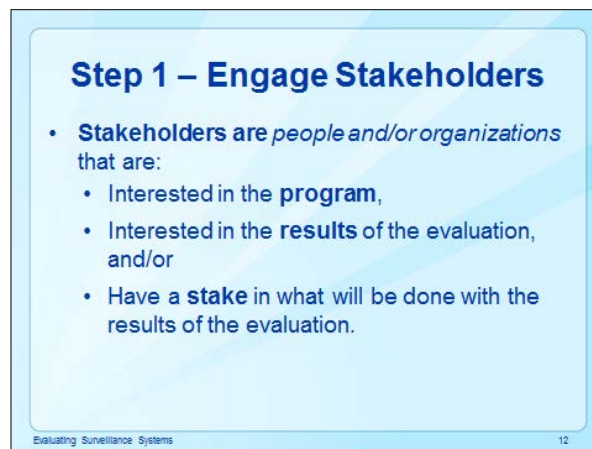 Step 1 – Engage Stakeholders
• Stakeholders are people and/or organizations
that are:
• Interested in the program,
• Interested in the results of the evaluation,
and/or
• Have a stake in what will be done with the
results of the evaluation.
Evaluating Surveillance Systems 12